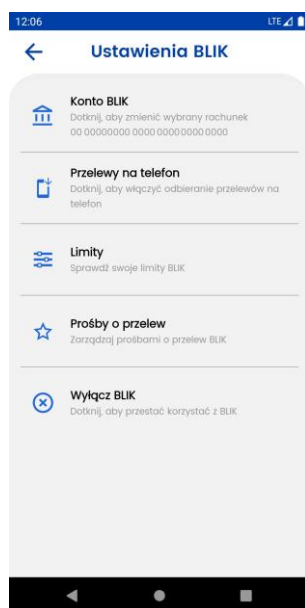 12:06 LTE
Ustawienia BLIK
Konto BLIK
Dotknij, aby zmienić wybrany rachunek
00 00000000 0000 0000 0000 0000
Przelewy na telefon
Dotknij, aby włączyć odbieranie przelewów na
telefon
Limity
Sprawdź swoje limity BLIK
Prośby o przelew
Zarządzaj prośbami o przelew BLIK
Wyłącz BLIK
Dotknij, aby przestać korzystać z BLIK